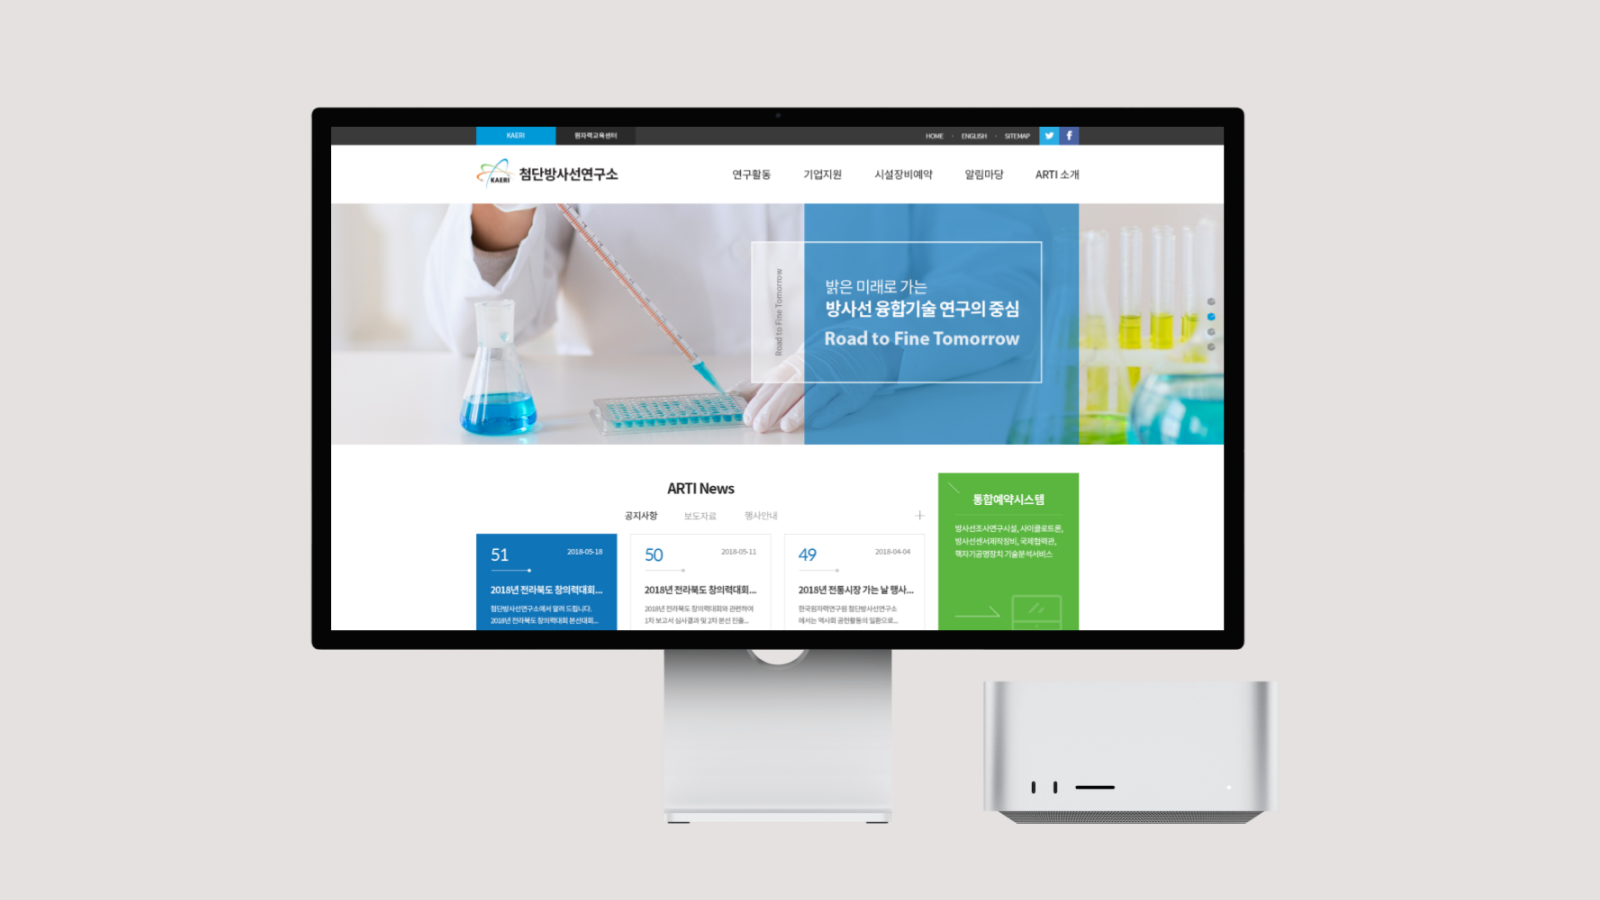 KAERI
원자력교육센터
HOME
ENGLISH
SITEMAP
KAERI
첨단방사선연구소
연구활동
기업지원
시설장비예약
알림마당
ARTI 소개
Road to Fine Tomorrow
밝은 미래로 가는
방사선 융합기술 연구의 중심
Road to Fine Tomorrow
ARTI News
공지사항
보도자료
행사안내
51
2018-05-18
2018년 전라북도 창의력대회...
첨단방사선연구소에서 알려 드립니다.
2018년 전라북도 창의력대회 본선대회...
50
2018-05-11
2018년 전라북도 창의력대회...
2018년 전라북도 창의력대회와 관련하여
1차 보고서 심사결과 및 2차 본선 진출...
49
2018-04-04
2018년 전통시장 가는 날 행사...
한국원자력연구원 첨단방사선연구소
에서는 역사회 공헌활동의 일환으로...
통합예약시스템
방사선조사연구시설, 사이클로트론,
방사선센서제작장비, 국제협력관,
핵자기공명장치 기술분석서비스